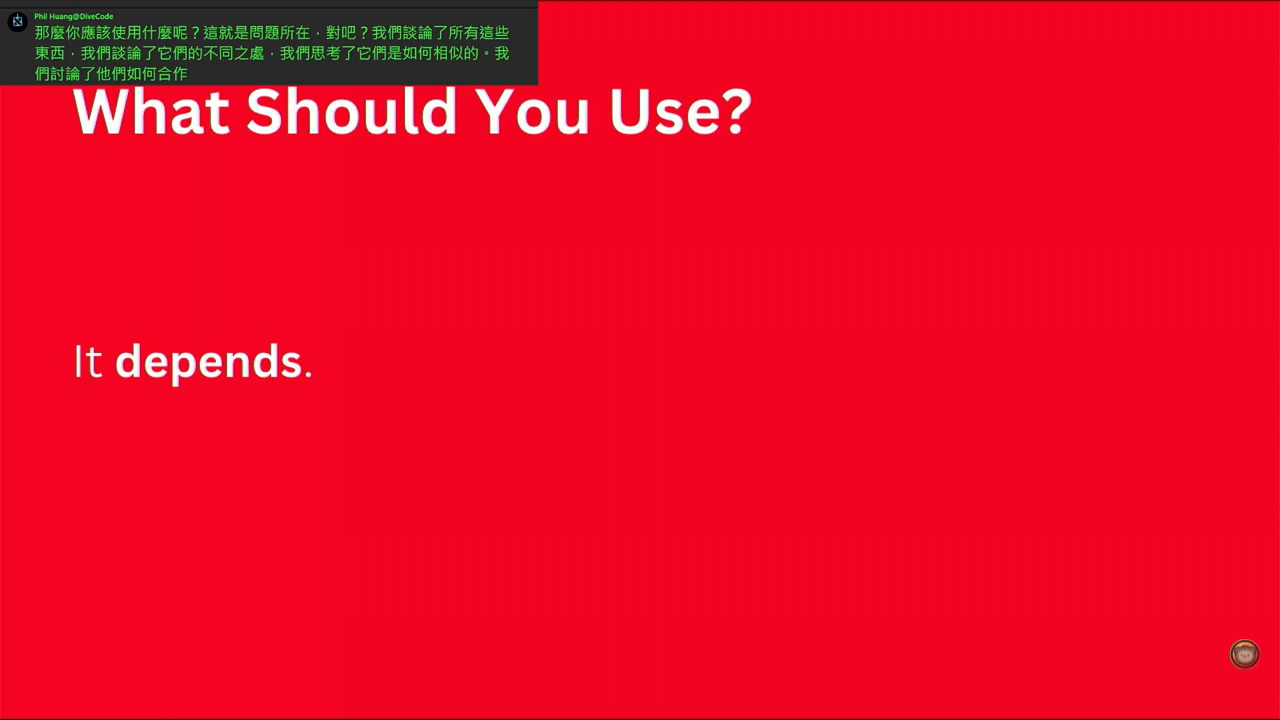 Phil Huang@DiveCode
那麼你應該使用什麼呢？這就是問題所在，對吧？我們談論了所有這些
東西，我們談論了它們的不同之處，我們思考了它們是如何相似的。我
們討論了他們如何合作
What Should You Use?
It depends.